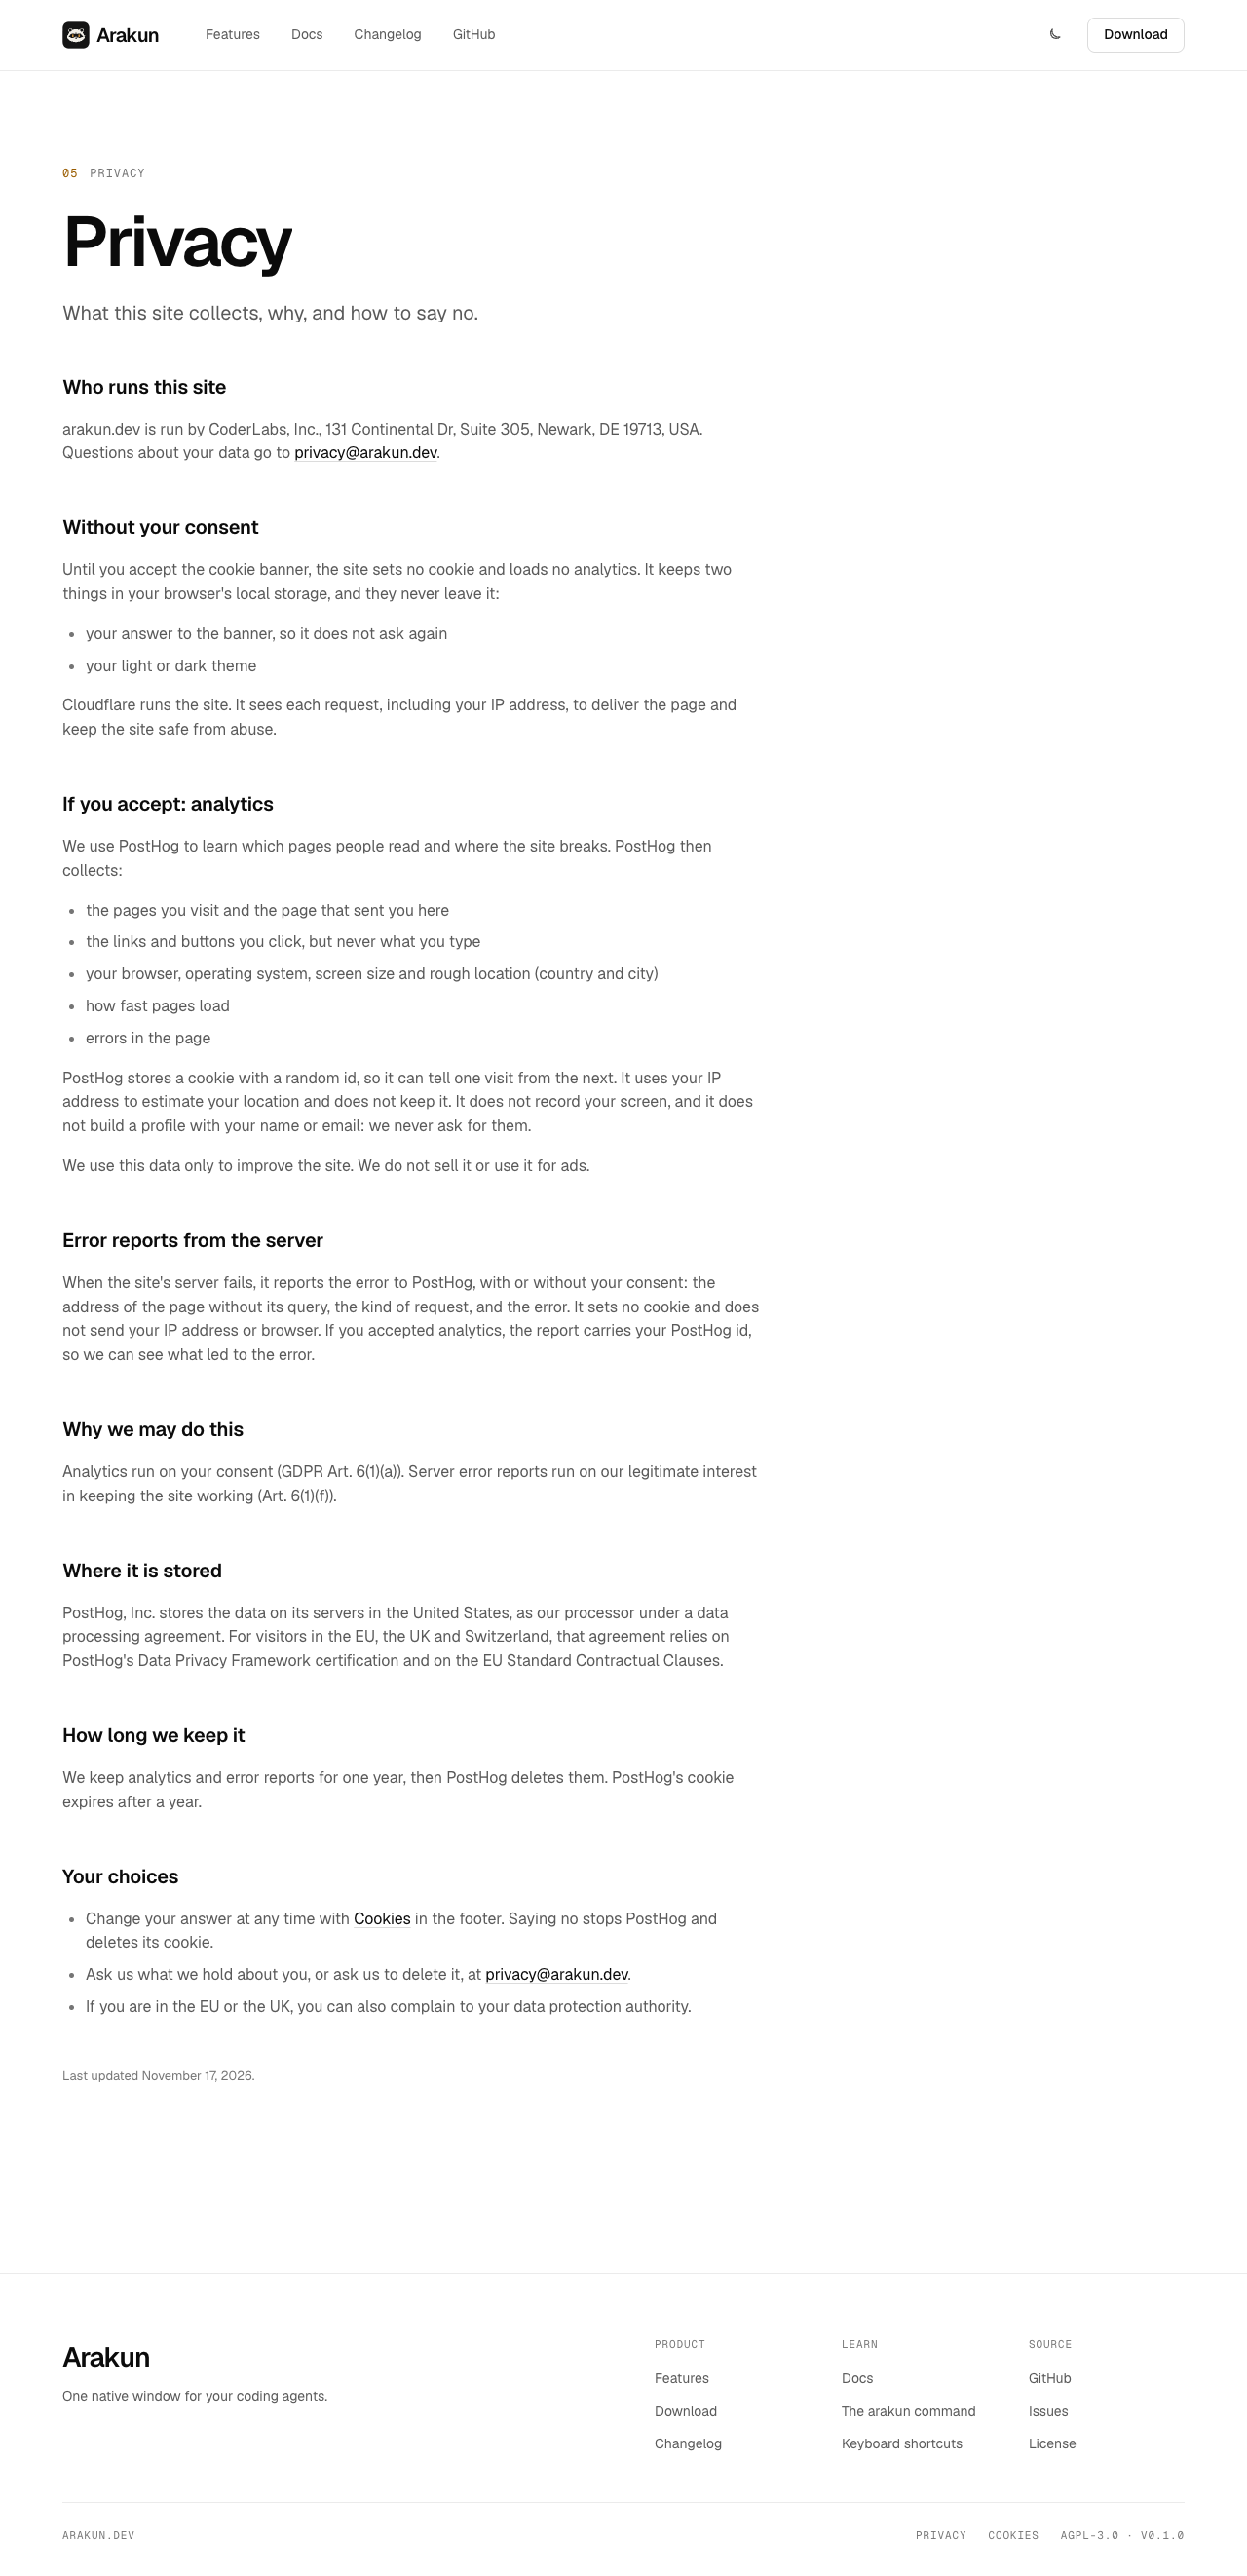 Arakun
Features
Docs
Changelog
GitHub
Download
05 PRIVACY
Privacy
What this site collects, why, and how to say no.
Who runs this site
arakun.dev is run by CoderLabs, Inc., 131 Continental Dr, Suite 305, Newark, DE 19713, USA.
Questions about your data go to privacy@arakun.dev.
Without your consent
Until you accept the cookie banner, the site sets no cookie and loads no analytics. It keeps two
things in your browser's local storage, and they never leave it:
• your answer to the banner, so it does not ask again
• your light or dark theme
Cloudflare runs the site. It sees each request, including your IP address, to deliver the page and
keep the site safe from abuse.
If you accept: analytics
We use PostHog to learn which pages people read and where the site breaks. PostHog then
collects:
• the pages you visit and the page that sent you here
• the links and buttons you click, but never what you type
• your browser, operating system, screen size and rough location (country and city)
• how fast pages load
• errors in the page
PostHog stores a cookie with a random id, so it can tell one visit from the next. It uses your IP
address to estimate your location and does not keep it. It does not record your screen, and it does
not build a profile with your name or email: we never ask for them.
We use this data only to improve the site. We do not sell it or use it for ads.
Error reports from the server
When the site's server fails, it reports the error to PostHog, with or without your consent: the
address of the page without its query, the kind of request, and the error. It sets no cookie and does
not send your IP address or browser. If you accepted analytics, the report carries your PostHog id,
so we can see what led to the error.
Why we may do this
Analytics run on your consent (GDPR Art. 6(1)(a)). Server error reports run on our legitimate interest
in keeping the site working (Art. 6(1)(f)).
Where it is stored
PostHog, Inc. stores the data on its servers in the United States, as our processor under a data
processing agreement. For visitors in the EU, the UK and Switzerland, that agreement relies on
PostHog's Data Privacy Framework certification and on the EU Standard Contractual Clauses.
How long we keep it
We keep analytics and error reports for one year, then PostHog deletes them. PostHog's cookie
expires after a year.
Your choices
• Change your answer at any time with Cookies in the footer. Saying no stops PostHog and
deletes its cookie.
• Ask us what we hold about you, or ask us to delete it, at privacy@arakun.dev.
• If you are in the EU or the UK, you can also complain to your data protection authority.
Last updated November 17, 2026.
Arakun
One native window for your coding agents.
PRODUCT
Features
Download
Changelog
LEARN
Docs
The arakun command
Keyboard shortcuts
SOURCE
GitHub
Issues
License
ARAKUN.DEV
PRIVACY
COOKIES
AGPL-3.0 · V0.1.0